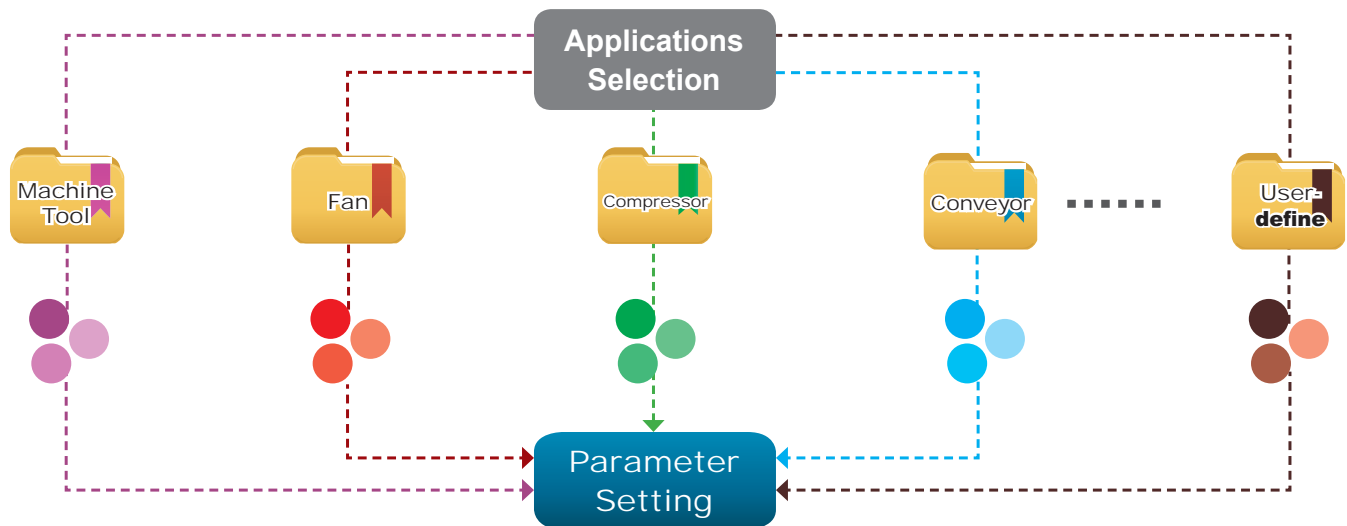 Applications
Selection
Machine
Tool
Fan
Compressor
Conveyor
User-
define
Parameter
Setting